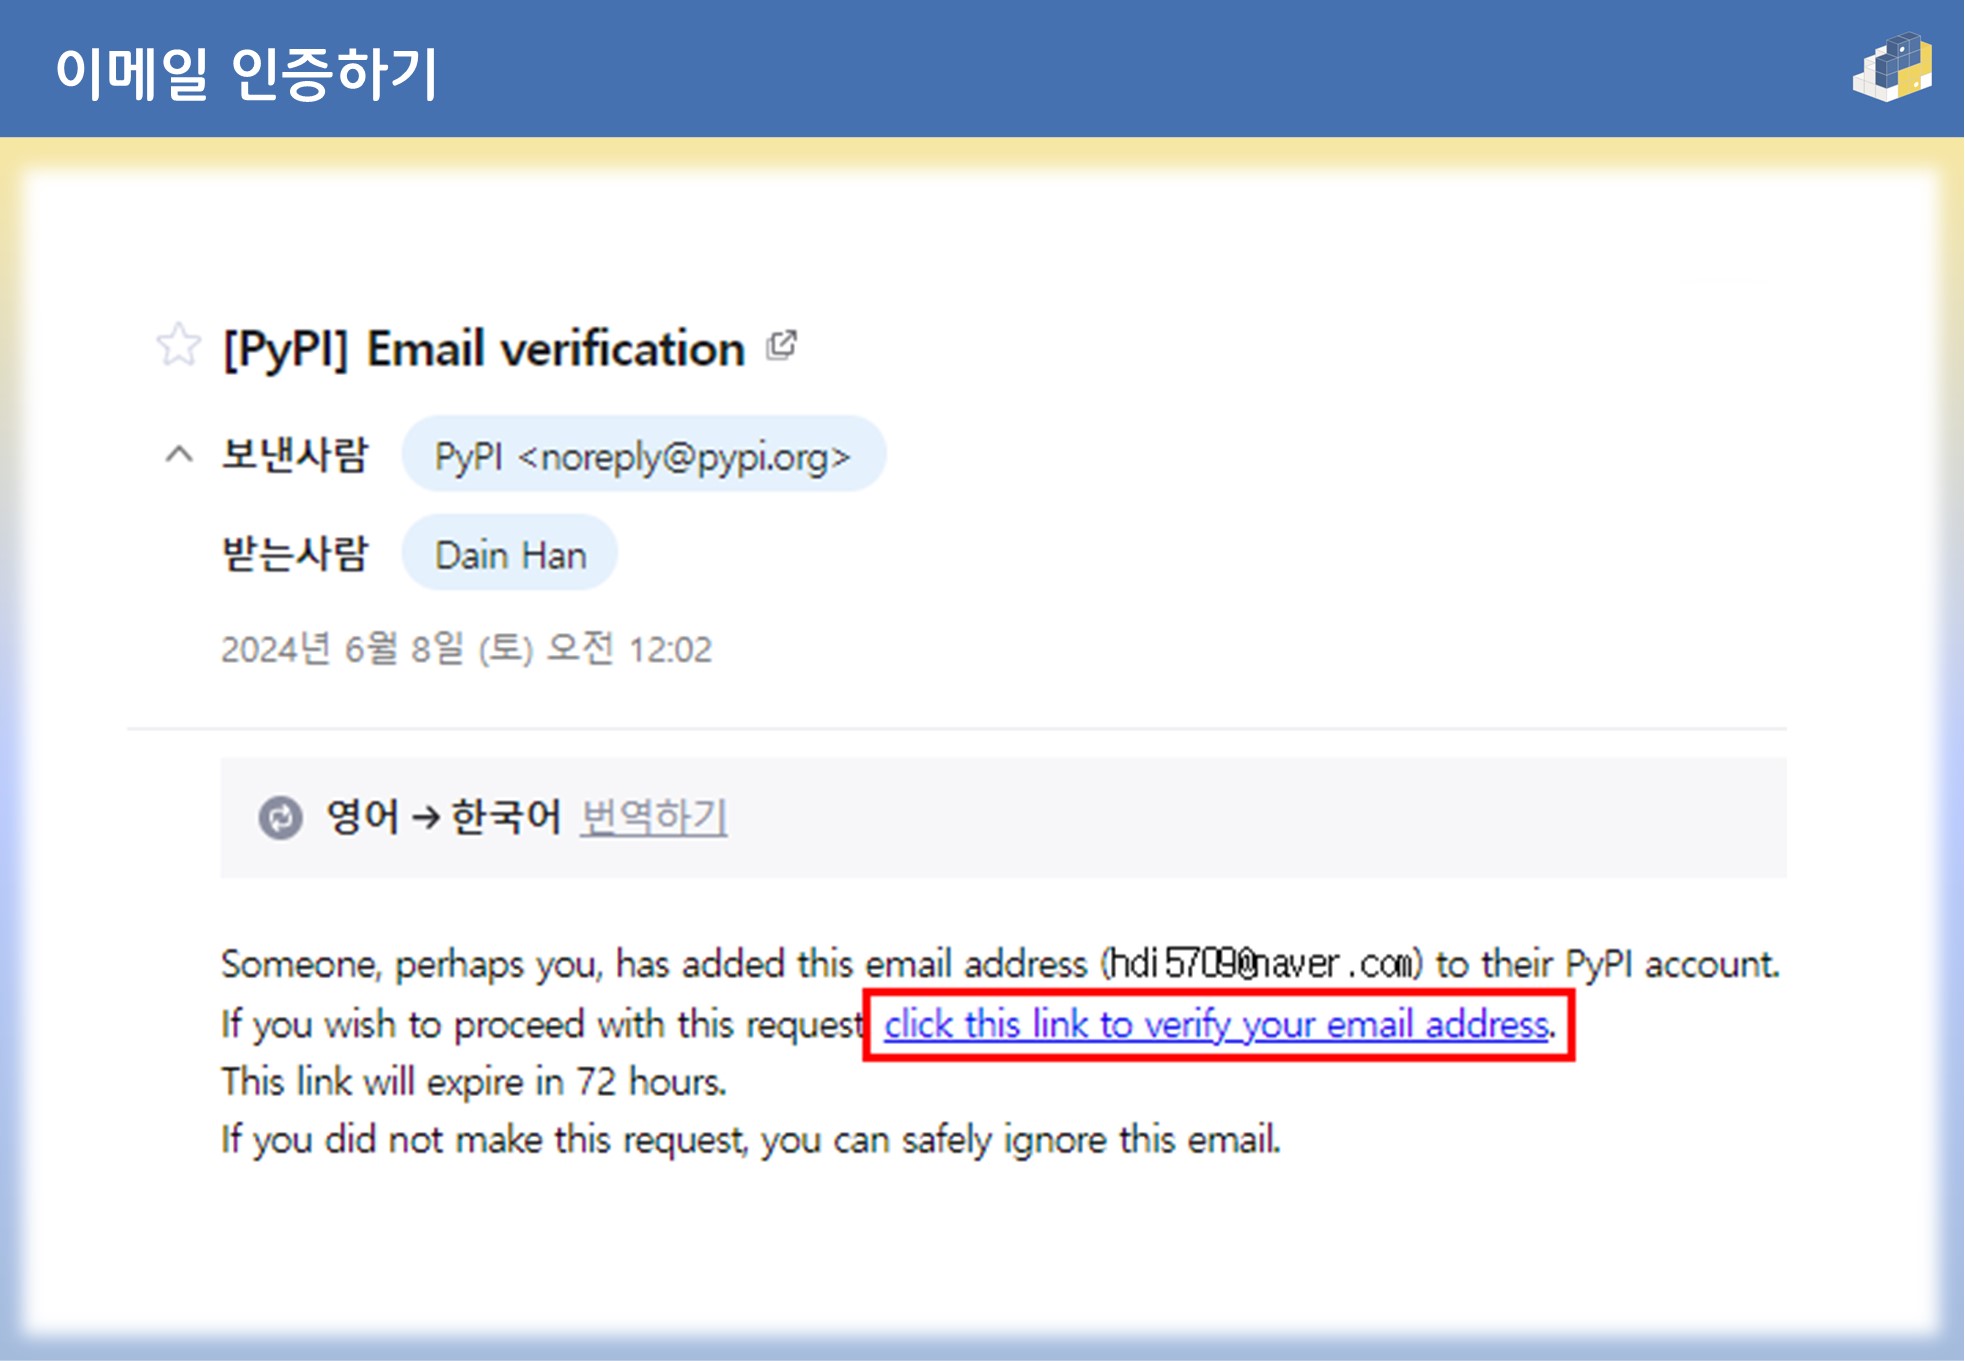 이메일 인증하기
[PyPI] Email verification
보낸사람 PyPI <noreply@pypi.org>
받는사람 Dain Han
2024년 6월 8일 (토) 오전 12:02
영어 → 한국어 번역하기
Someone, perhaps you, has added this email address (hdi5709@naver.com) to their PyPI account.
If you wish to proceed with this request click this link to verify your email address.
This link will expire in 72 hours.
If you did not make this request, you can safely ignore this email.